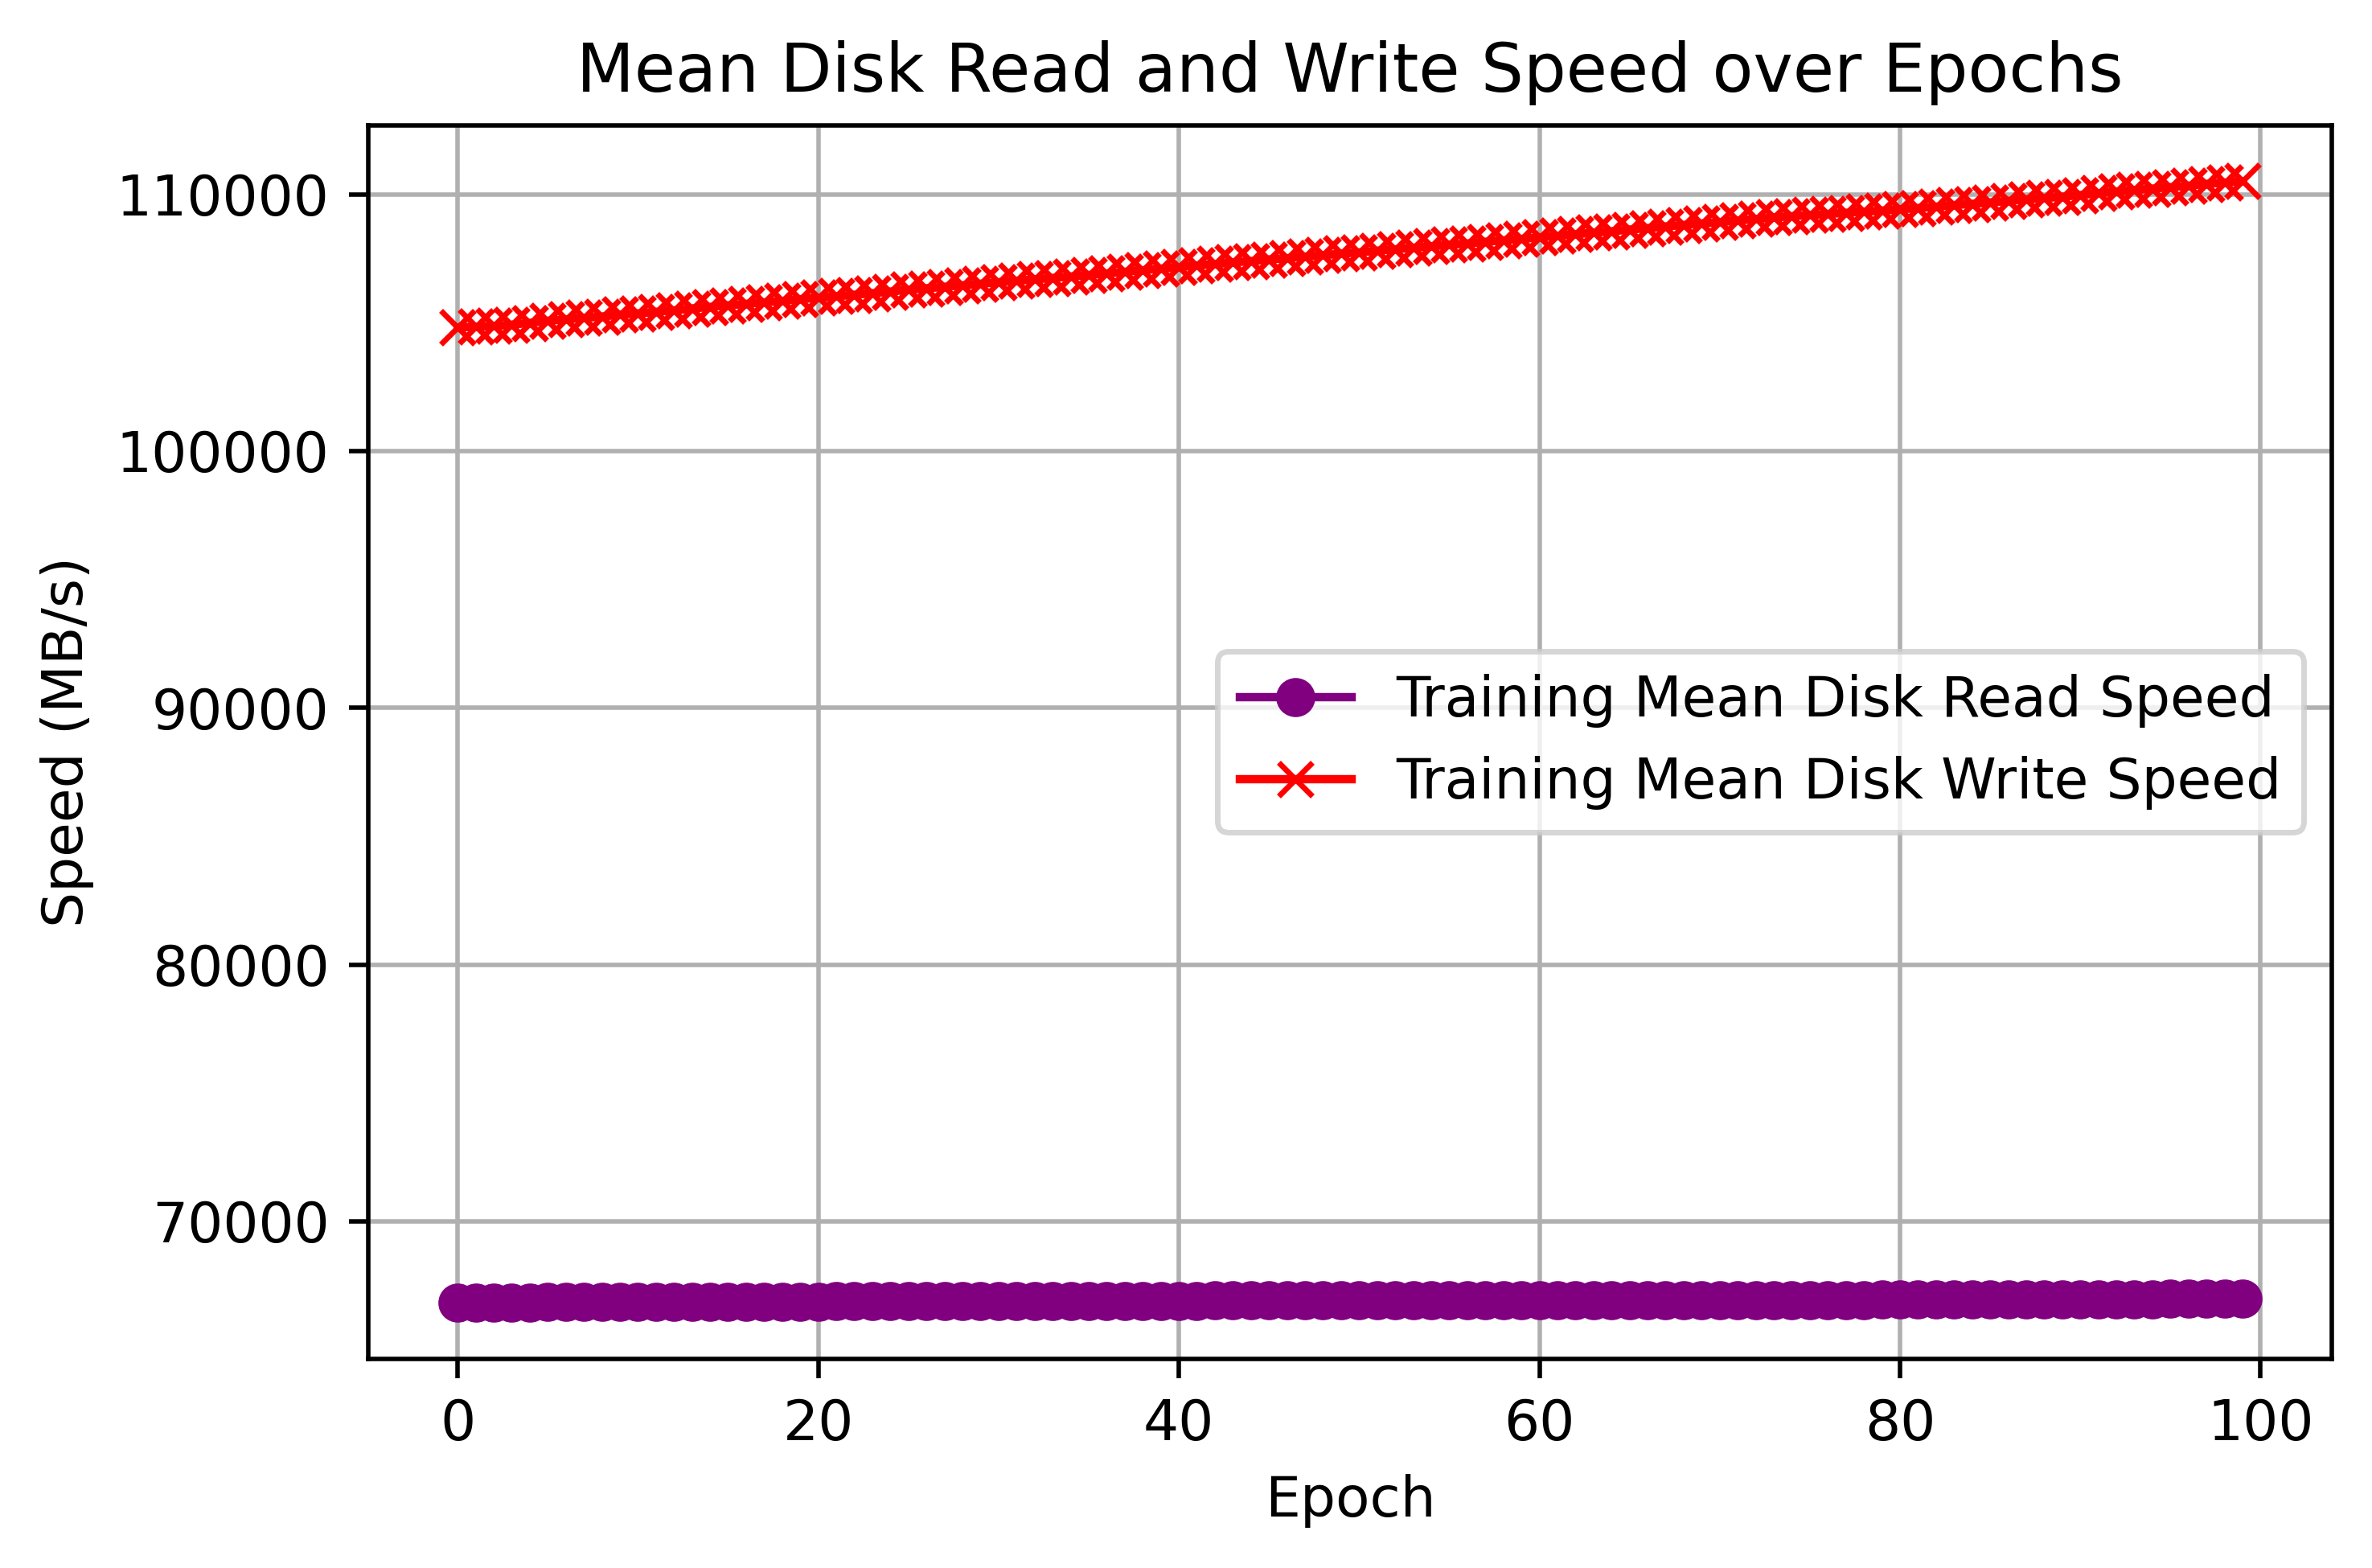 Mean Disk Read and Write Speed over Epochs
110000
100000
90000
80000
70000
Speed (MB/s)
Training Mean Disk Read Speed
Training Mean Disk Write Speed
0 20 40 60 80 100
Epoch